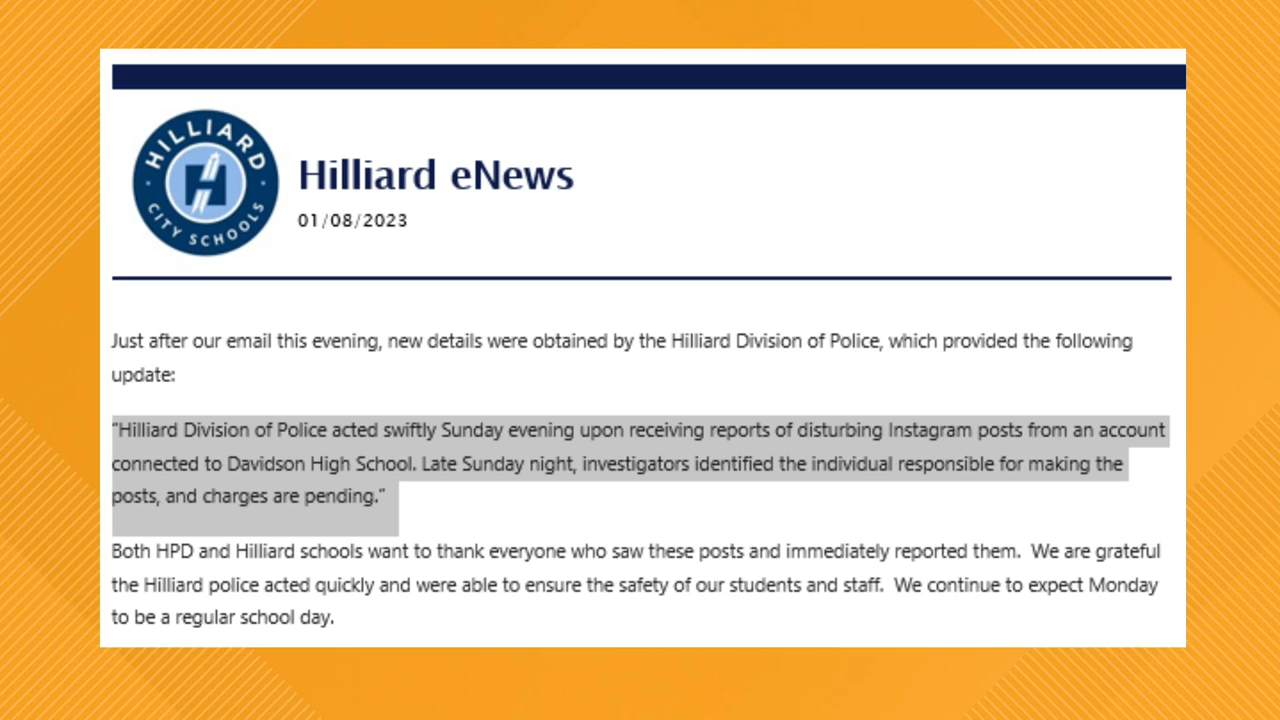 HILLIARD
CITY SCHOOLS
H
Hilliard eNews
01/08/2023
Just after our email this evening, new details were obtained by the Hilliard Division of Police, which provided the following
update:
"Hilliard Division of Police acted swiftly Sunday evening upon receiving reports of disturbing Instagram posts from an account
connected to Davidson High School. Late Sunday night, investigators identified the individual responsible for making the
posts, and charges are pending."
Both HPD and Hilliard schools want to thank everyone who saw these posts and immediately reported them.  We are grateful
the Hilliard police acted quickly and were able to ensure the safety of our students and staff.  We continue to expect Monday
to be a regular school day.